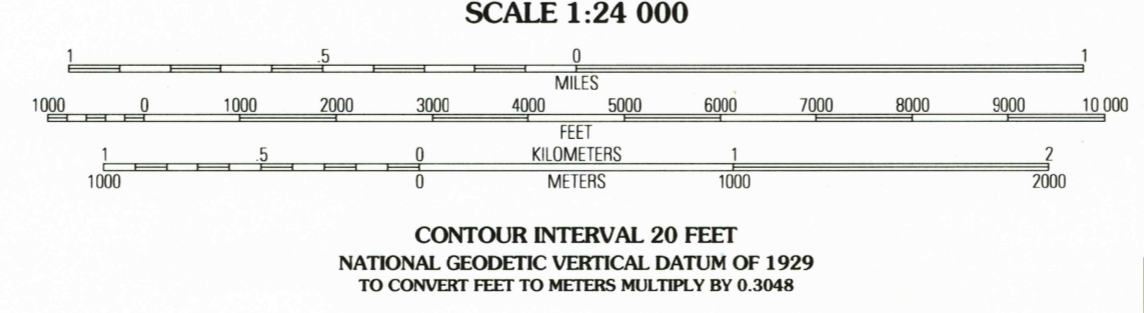 SCALE 1:24 000
1 .5 0 1
MILES
1000 0 1000 2000 3000 4000 5000 6000 7000 8000 9000 10 000
FEET
1 .5 0 KILOMETERS 1 2
1000 0 METERS 1000 2000
CONTOUR INTERVAL 20 FEET
NATIONAL GEODETIC VERTICAL DATUM OF 1929
TO CONVERT FEET TO METERS MULTIPLY BY 0.3048